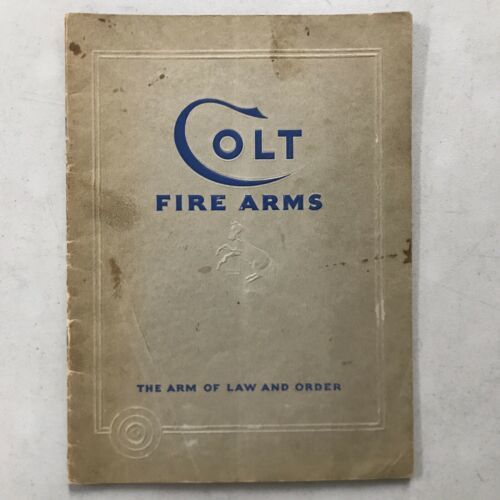 COLT
FIRE ARMS
THE ARM OF LAW AND ORDER